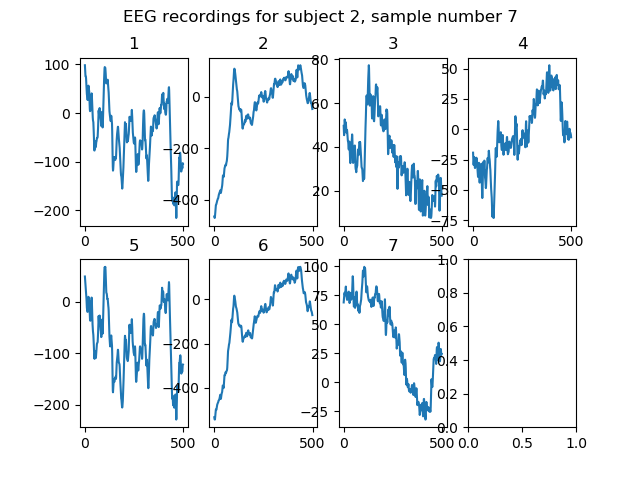 EEG recordings for subject 2, sample number 7
1 2 3 4
100 0 −100 −200
0 −200 −400
80 60 40 20
50 25 0 −25 −50 −75
0 500 0 500 0 500 0 500
5 6 7
0 −100 −200
0 −200 −400
100 75 50 25 0 −25
1.0 0.8 0.6 0.4 0.2 0.0
0 500 0 500 0 500 0.0 0.5 1.0